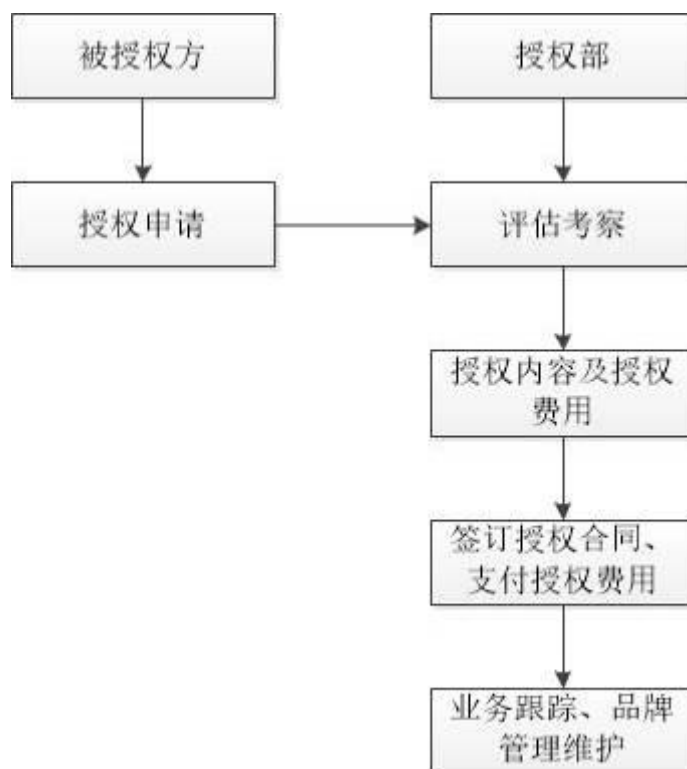 被授权方
授权部
授权申请
评估考察
授权内容及授权
费用
签订授权合同、
支付授权费用
业务跟踪、品牌
管理维护